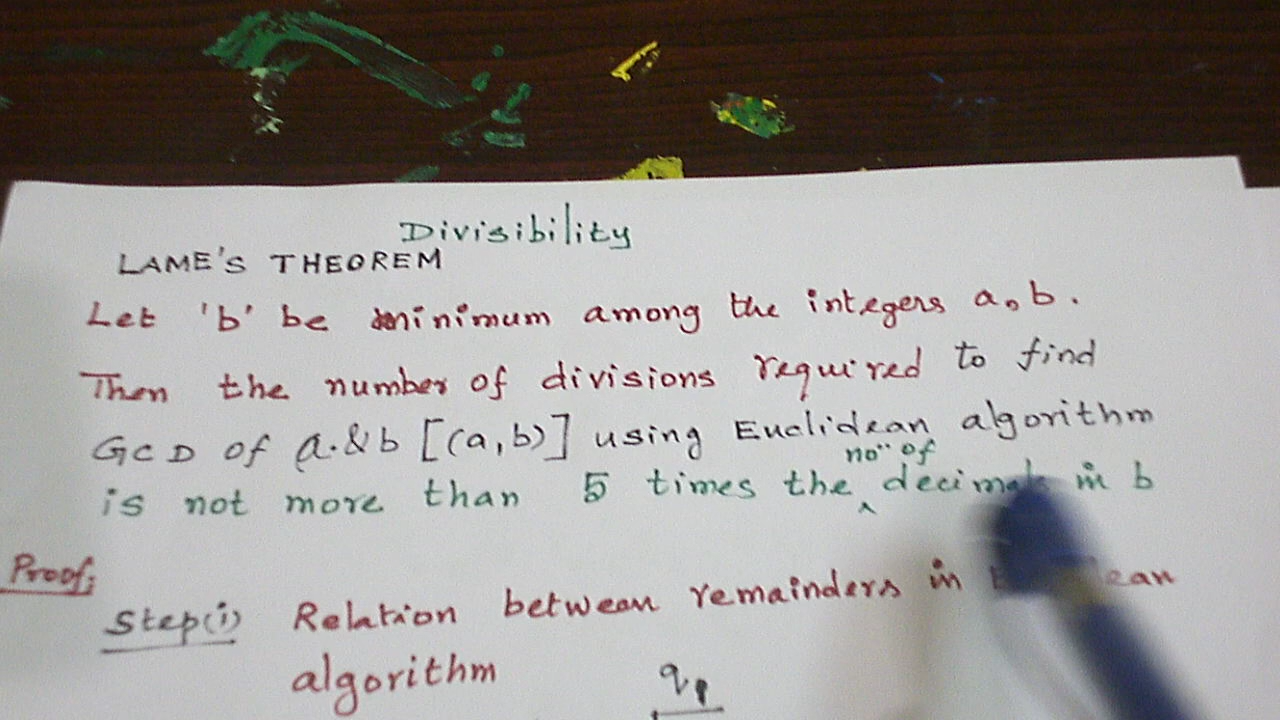 Divisibility
LAME'S THEOREM
Let 'b' be minimum among the integers a, b.
Then the number of divisions required to find
GCD of a & b [(a,b)] using Euclidean algorithm
no of
is not more than 5 times the ^ decimals in b
Proof:
Step(i) Relation between remainders in
algorithm
q1